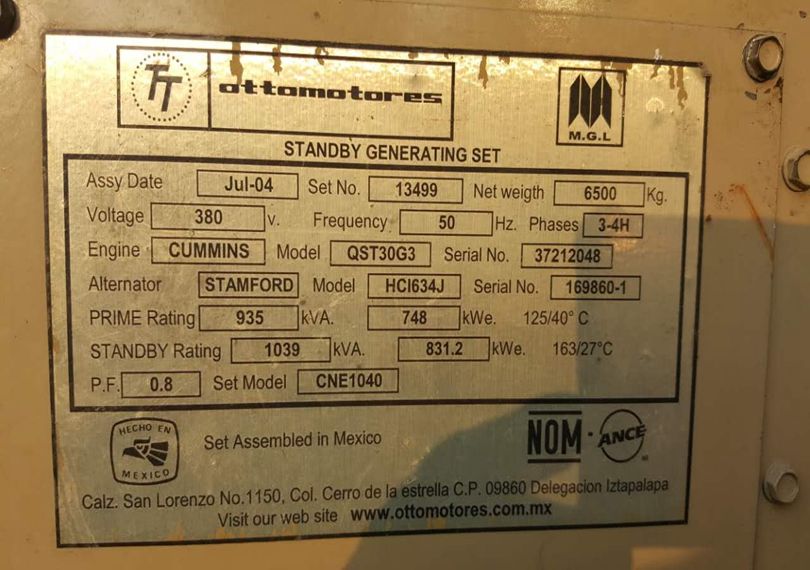 TT ottomotores
M.G.L
STANDBY GENERATING SET
Assy Date Jul-04 Set No. 13499 Net weigth 6500 Kg.
Voltage 380 v. Frequency 50 Hz. Phases 3-4H
Engine CUMMINS Model QST30G3 Serial No. 37212048
Alternator STAMFORD Model HCI634J Serial No. 169860-1
PRIME Rating 935 kVA. 748 kWe. 125/40° C
STANDBY Rating 1039 kVA. 831.2 kWe. 163/27°C
P.F. 0.8 Set Model CNE1040
HECHO EN
MEXICO
Set Assembled in Mexico
NOM - ANCE
Calz. San Lorenzo No.1150, Col. Cerro de la estrella C.P. 09860 Delegacion Iztapalapa
Visit our web site www.ottomotores.com.mx